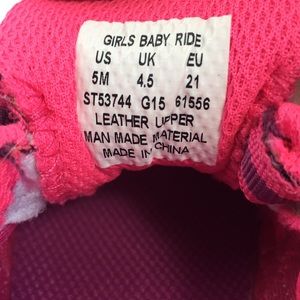 GIRLS BABY RIDE
US UK EU
5M 4.5 21
ST53744 G15 61556
LEATHER UPPER
MAN MADE MATERIAL
MADE IN CHINA